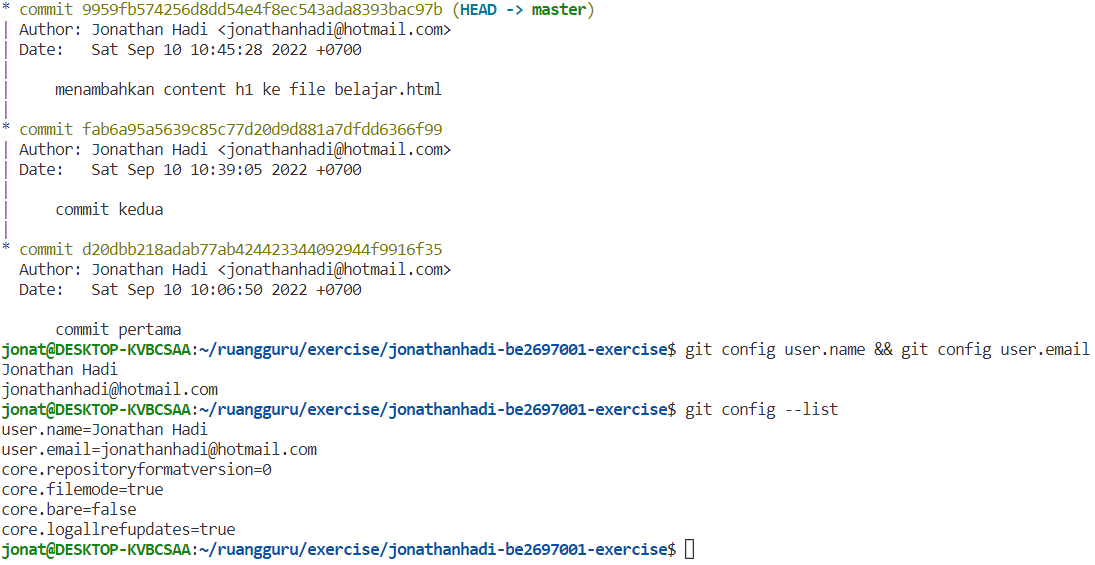 * commit 9959fb574256d8dd54e4f8ec543ada8393bac97b (HEAD -> master)
| Author: Jonathan Hadi <jonathanhadi@hotmail.com>
| Date:   Sat Sep 10 10:45:28 2022 +0700
|
|     menambahkan content h1 ke file belajar.html
|
* commit fab6a95a5639c85c77d20d9d881a7dfdd6366f99
| Author: Jonathan Hadi <jonathanhadi@hotmail.com>
| Date:   Sat Sep 10 10:39:05 2022 +0700
|
|     commit kedua
|
* commit d20dbb218adab77ab424423344092944f9916f35
  Author: Jonathan Hadi <jonathanhadi@hotmail.com>
  Date:   Sat Sep 10 10:06:50 2022 +0700

      commit pertama
jonat@DESKTOP-KVBCSAA:~/ruangguru/exercise/jonathanhadi-be2697001-exercise$ git config user.name && git config user.email
Jonathan Hadi
jonathanhadi@hotmail.com
jonat@DESKTOP-KVBCSAA:~/ruangguru/exercise/jonathanhadi-be2697001-exercise$ git config --list
user.name=Jonathan Hadi
user.email=jonathanhadi@hotmail.com
core.repositoryformatversion=0
core.filemode=true
core.bare=false
core.logallrefupdates=true
jonat@DESKTOP-KVBCSAA:~/ruangguru/exercise/jonathanhadi-be2697001-exercise$